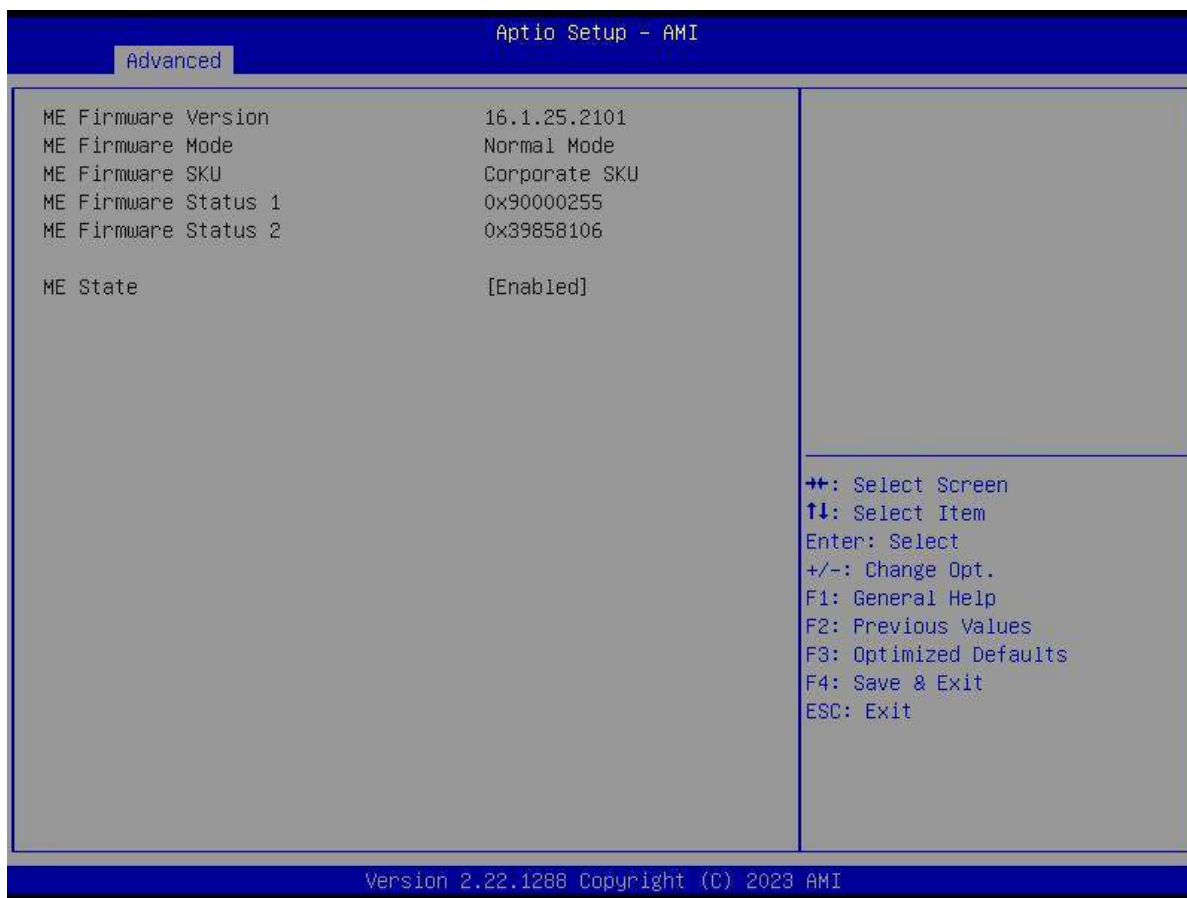 Aptio Setup – AMI
Advanced
ME Firmware Version 16.1.25.2101
ME Firmware Mode Normal Mode
ME Firmware SKU Corporate SKU
ME Firmware Status 1 0x90000255
ME Firmware Status 2 0x39858106
ME State [Enabled]
→←: Select Screen
↑↓: Select Item
Enter: Select
+/-: Change Opt.
F1: General Help
F2: Previous Values
F3: Optimized Defaults
F4: Save & Exit
ESC: Exit
Version 2.22.1288 Copyright (C) 2023 AMI